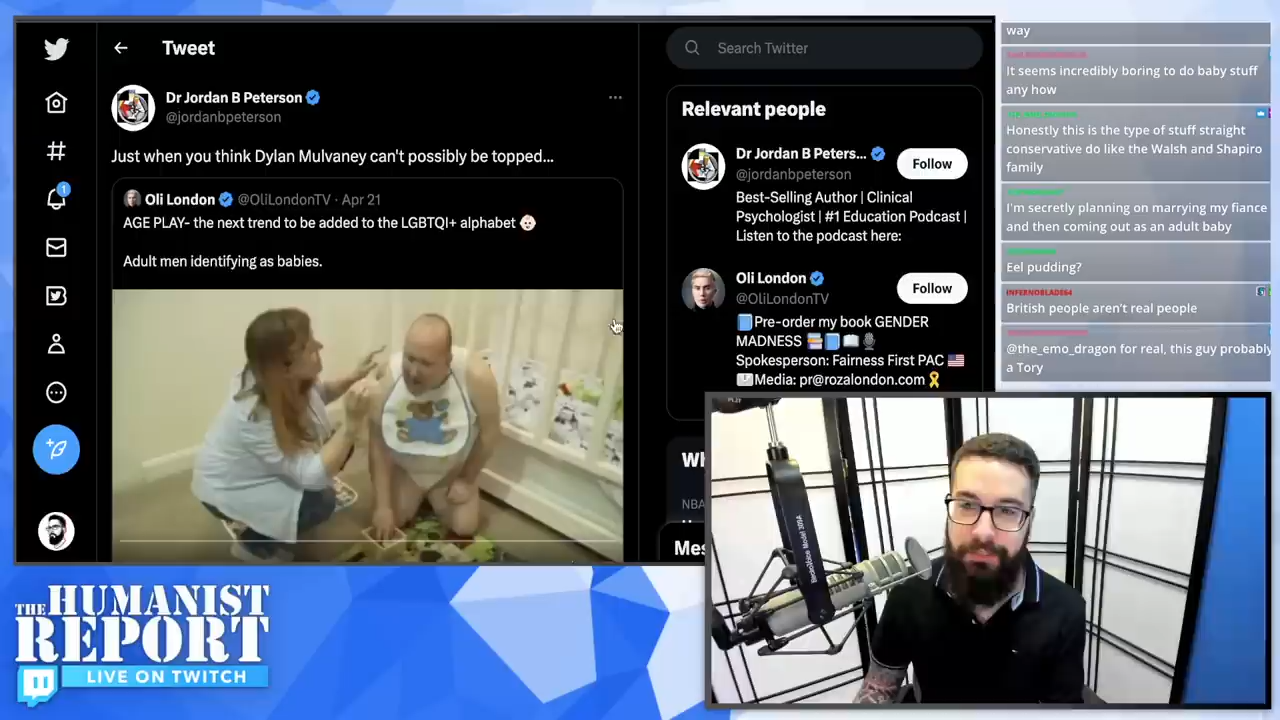 Tweet
Dr Jordan B Peterson
@jordanbpeterson
Just when you think Dylan Mulvaney can't possibly be topped...
Oli London @OliLondonTV · Apr 21
AGE PLAY- the next trend to be added to the LGBTQI+ alphabet 👶🏻
Adult men identifying as babies.
1
Search Twitter
Relevant people
Dr Jordan B Peters...
@jordanbpeterson
Follow
Best-Selling Author | Clinical
Psychologist | #1 Education Podcast |
Listen to the podcast here:
Oli London
@OliLondonTV
Follow
📘Pre-order my book GENDER
MADNESS 📚📘📖🎙️
Spokesperson: Fairness First PAC 🇺🇸
Media: pr@rozalondon.com 🎗️
NBA
way
It seems incredibly boring to do baby stuff
any how
Honestly this is the type of stuff straight
conservative do like the Walsh and Shapiro
family
I'm secretly planning on marrying my fiance
and then coming out as an adult baby
Eel pudding?
INFERNOBLADE64
British people aren't real people
@the_emo_dragon for real, this guy probably
a Tory
THE
HUMANIST
REPORT
LIVE ON TWITCH